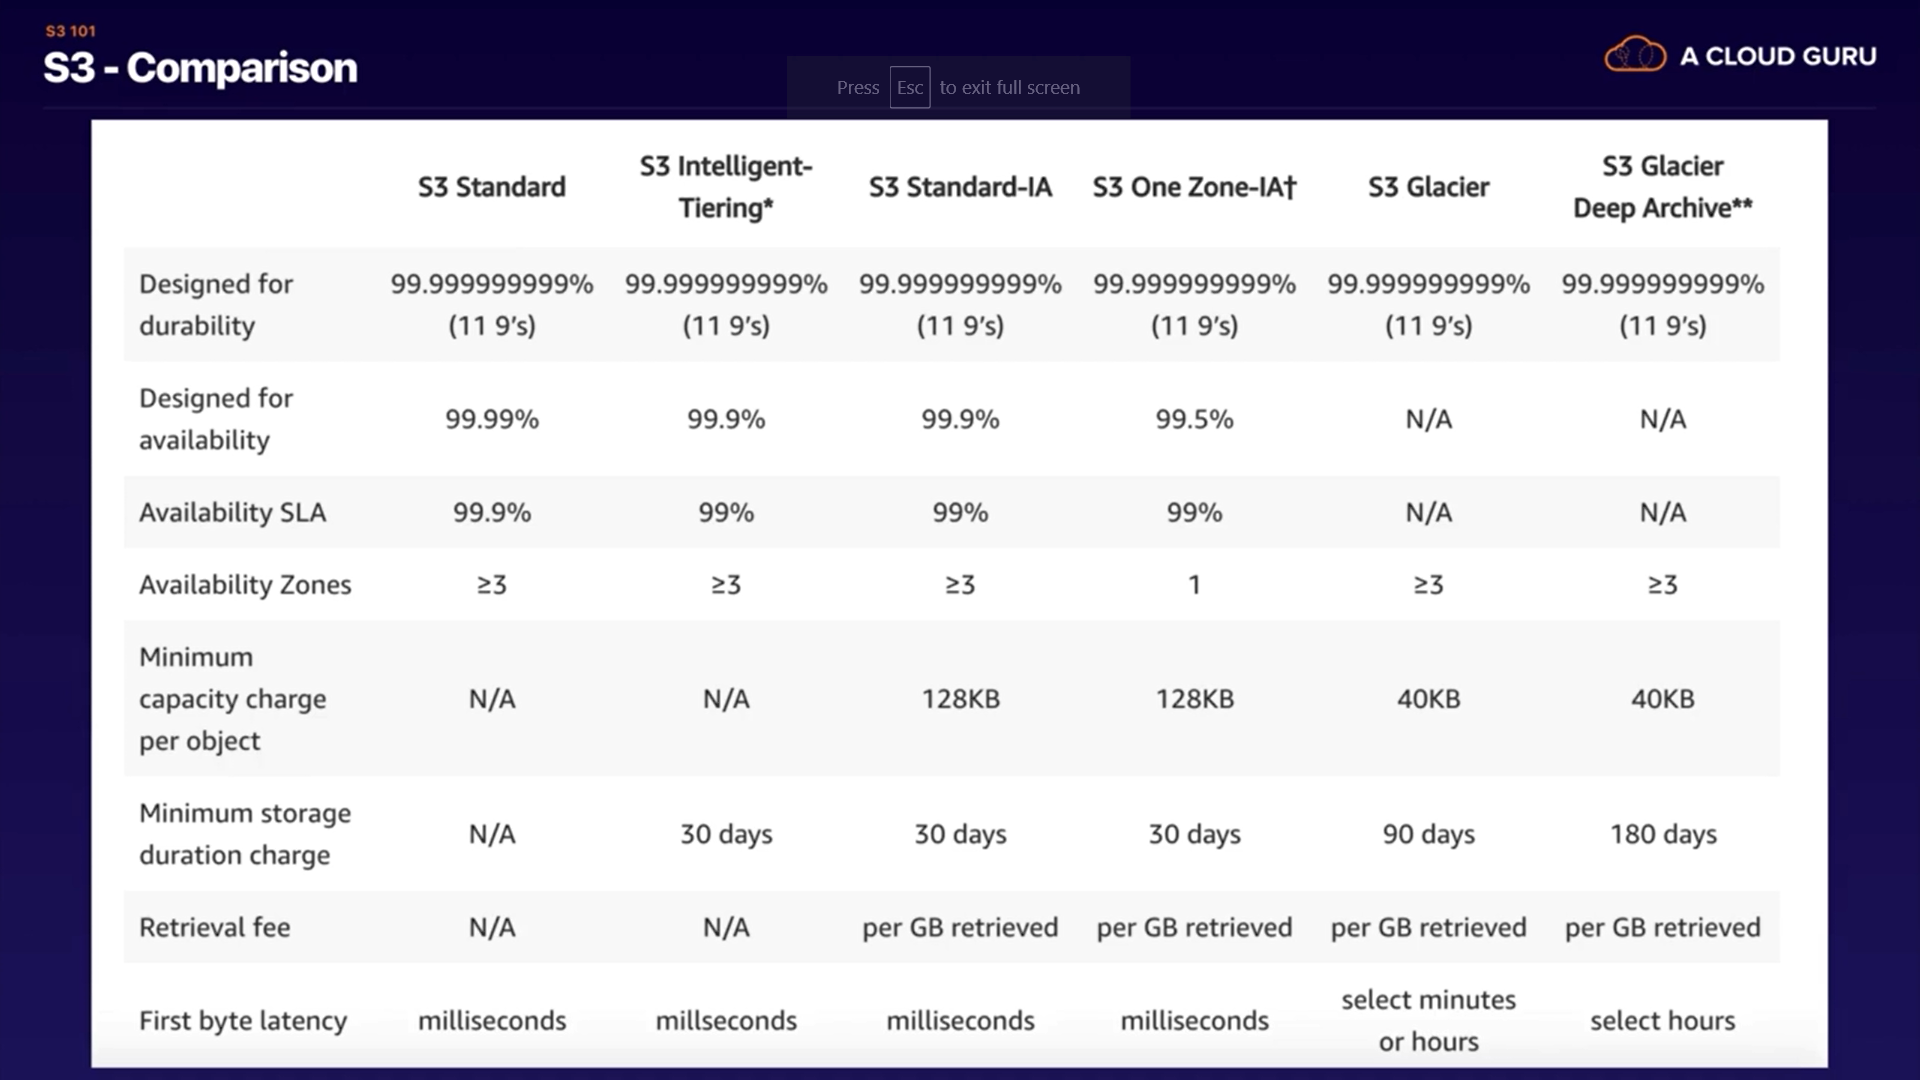 S3 101
S3 - Comparison
A CLOUD GURU
Press Esc to exit full screen
S3 Standard S3 Intelligent-Tiering* S3 Standard-IA S3 One Zone-IA† S3 Glacier S3 Glacier Deep Archive**
Designed for durability 99.999999999% (11 9’s) 99.999999999% (11 9’s) 99.999999999% (11 9’s) 99.999999999% (11 9’s) 99.999999999% (11 9’s) 99.999999999% (11 9’s)
Designed for availability 99.99% 99.9% 99.9% 99.5% N/A N/A
Availability SLA 99.9% 99% 99% 99% N/A N/A
Availability Zones ≥3 ≥3 ≥3 1 ≥3 ≥3
Minimum capacity charge per object N/A N/A 128KB 128KB 40KB 40KB
Minimum storage duration charge N/A 30 days 30 days 30 days 90 days 180 days
Retrieval fee N/A N/A per GB retrieved per GB retrieved per GB retrieved per GB retrieved
First byte latency milliseconds millseconds milliseconds milliseconds select minutes or hours select hours